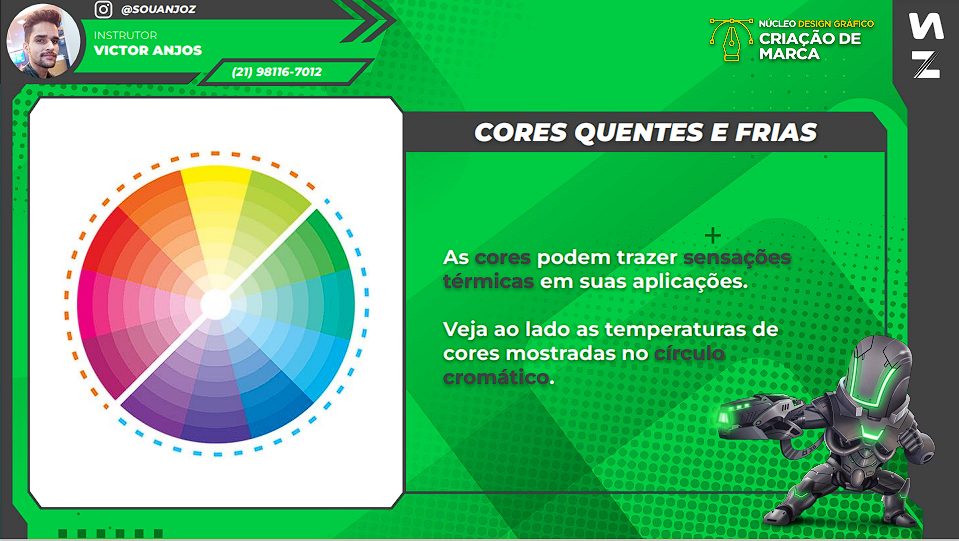 @SOUANJOZ
INSTRUTOR
VICTOR ANJOS
(21) 98116-7012
NÚCLEO DESIGN GRÁFICO
CRIAÇÃO DE
MARCA
CORES QUENTES E FRIAS
As cores podem trazer sensações
térmicas em suas aplicações.
Veja ao lado as temperaturas de
cores mostradas no círculo
cromático.